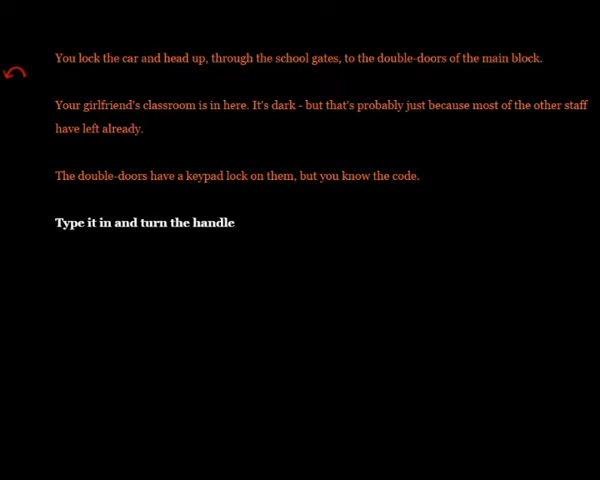 You lock the car and head up, through the school gates, to the double-doors of the main block.
Your girlfriend's classroom is in here. It's dark - but that's probably just because most of the other staff
have left already.
The double-doors have a keypad lock on them, but you know the code.
Type it in and turn the handle